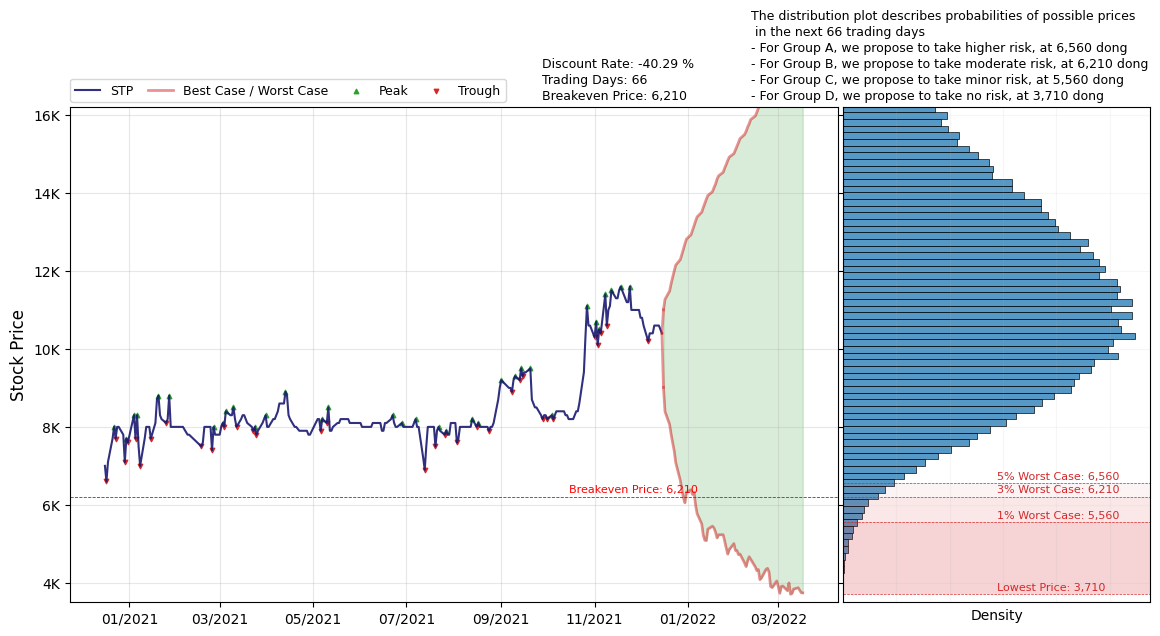 The distribution plot describes probabilities of possible prices
in the next 66 trading days
- For Group A, we propose to take higher risk, at 6,560 dong
- For Group B, we propose to take moderate risk, at 6,210 dong
- For Group C, we propose to take minor risk, at 5,560 dong
- For Group D, we propose to take no risk, at 3,710 dong
Discount Rate: -40.29 %
Trading Days: 66
Breakeven Price: 6,210
STP
Best Case / Worst Case
Peak
Trough
Stock Price
16K
14K
12K
10K
8K
6K
4K
Breakeven Price: 6,210
5% Worst Case: 6,560
3% Worst Case: 6,210
1% Worst Case: 5,560
Lowest Price: 3,710
01/2021
03/2021
05/2021
07/2021
09/2021
11/2021
01/2022
03/2022
Density